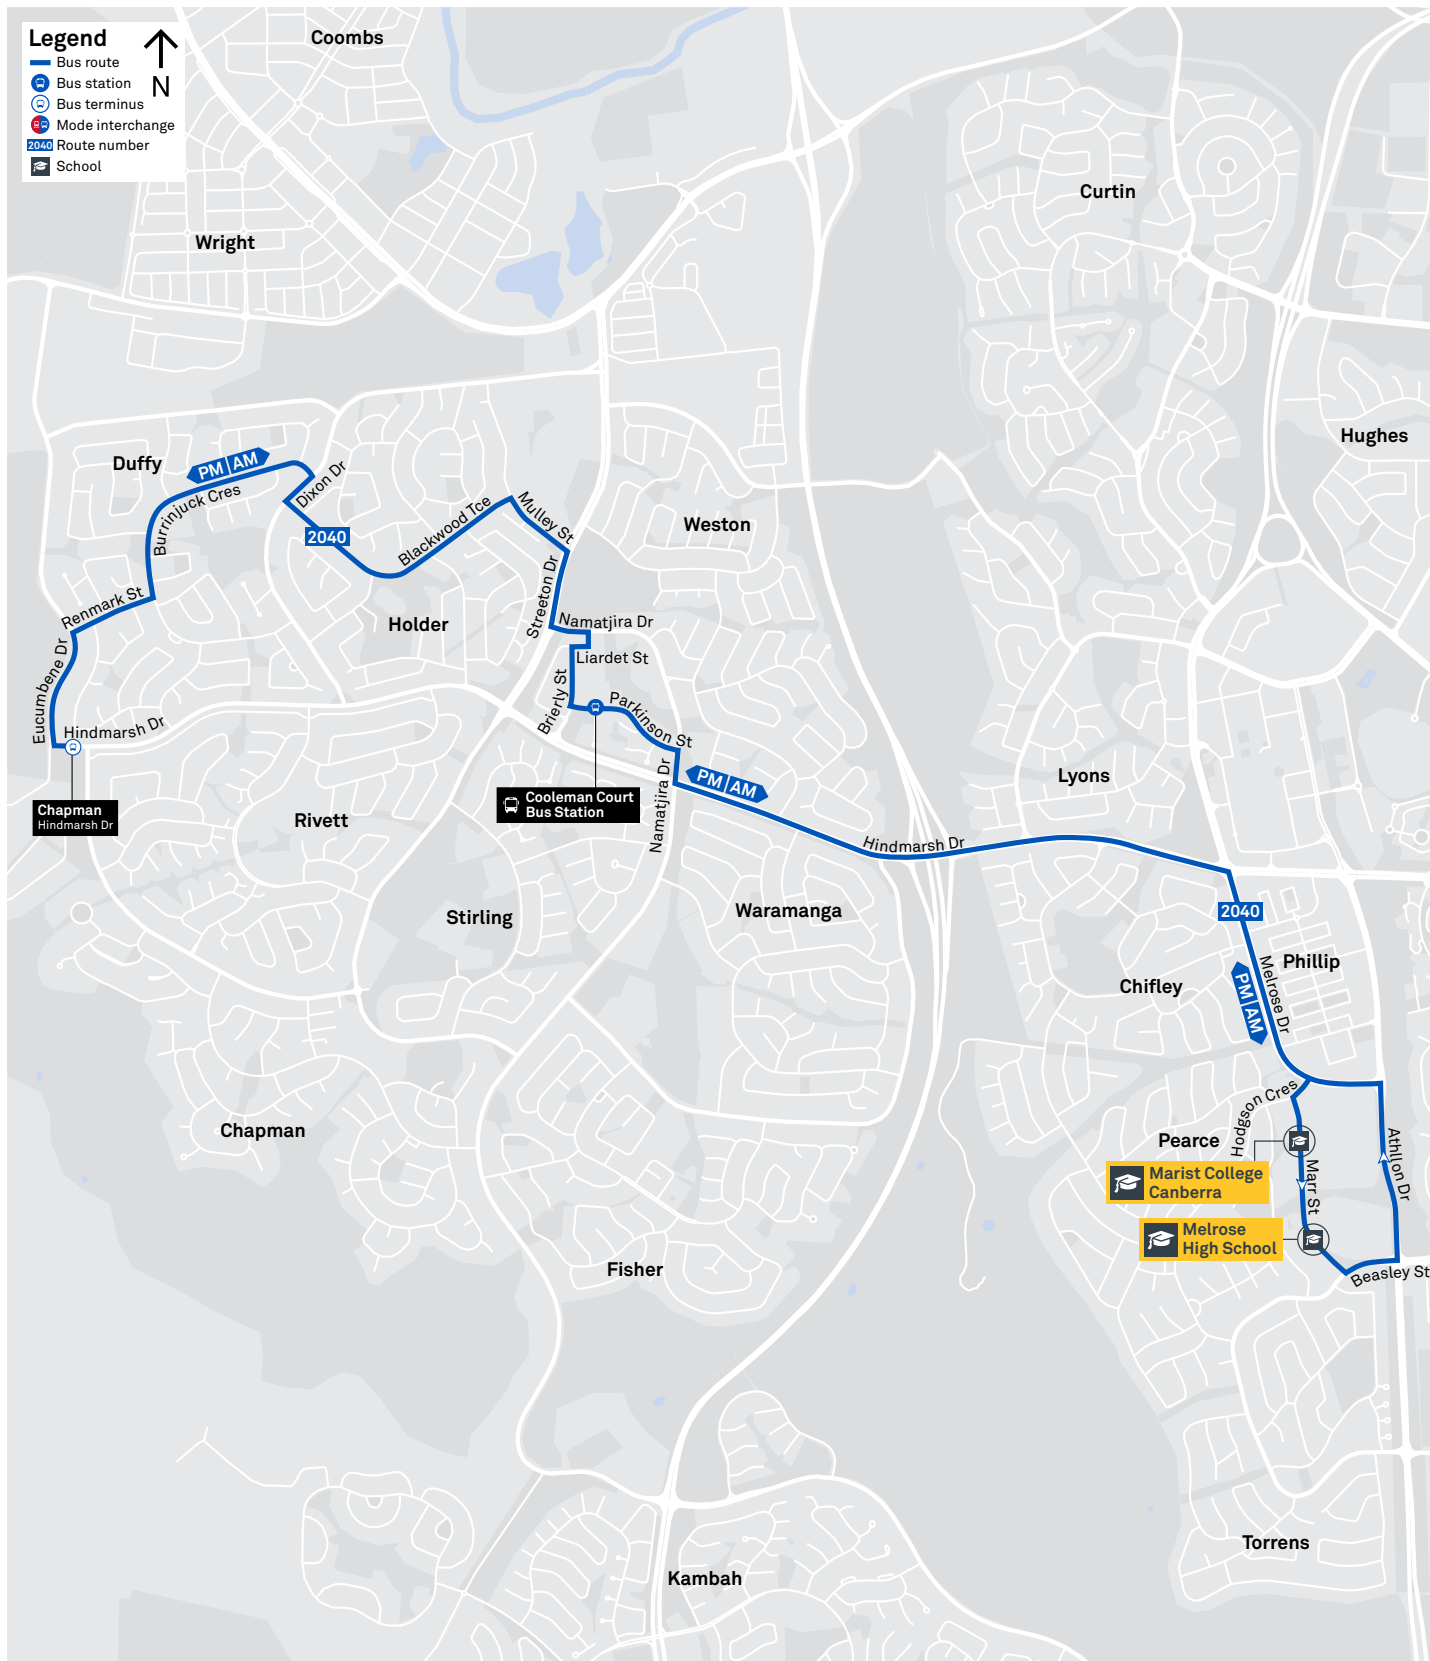 Legend
N
Bus route
Bus station
Bus terminus
Mode interchange
2040 Route number
School
Coombs
Wright
Curtin
Hughes
Duffy
PM AM
Burrinjuck Cres
Dixon Dr
2040
Blackwood Tce
Mulley St
Weston
Renmark St
Holder
Streeton Dr
Namatjira Dr
Liardet St
Eucumbene Dr
Hindmarsh Dr
Brierly St
Parkinson St
Namatjira Dr
PM AM
Lyons
Chapman
Hindmarsh Dr
Cooleman Court
Bus Station
Rivett
Hindmarsh Dr
Stirling
Waramanga
2040
Melrose Dr
Phillip
Chifley
PM AM
Chapman
Hodgson Cres
Pearce
Marist College
Canberra
Marr St
Athllon Dr
Melrose
High School
Beasley St
Fisher
Torrens
Kambah